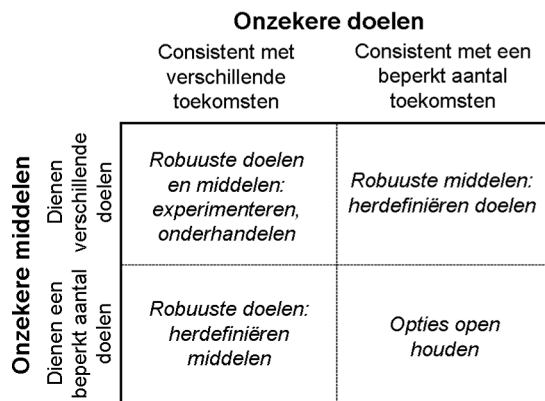 Onzekere doelen
Consistent met
verschillende
toekomsten
Consistent met een
beperkt aantal
toekomsten
Onzekere middelen
Dienen
verschillende
doelen
Robuuste doelen
en middelen:
experimenteren,
onderhandelen
Robuuste middelen:
herdefiniëren doelen
Dienen een
beperkt aantal
doelen
Robuuste doelen:
herdefiniëren
middelen
Opties open
houden